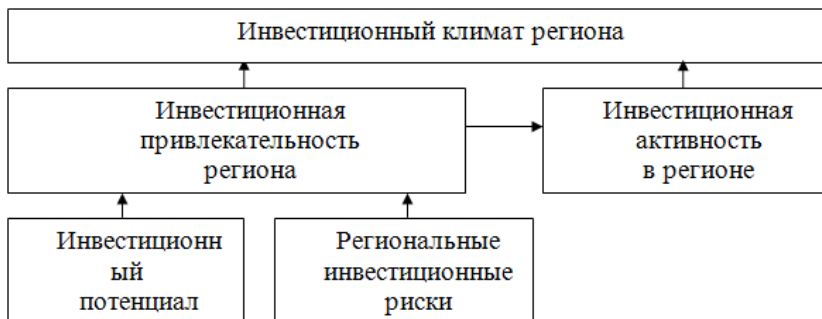 Инвестиционный климат региона
Инвестиционная
привлекательность
региона
Инвестиционная
активность
в регионе
Инвестиционн
ый
потенциал
Региональные
инвестиционные
риски